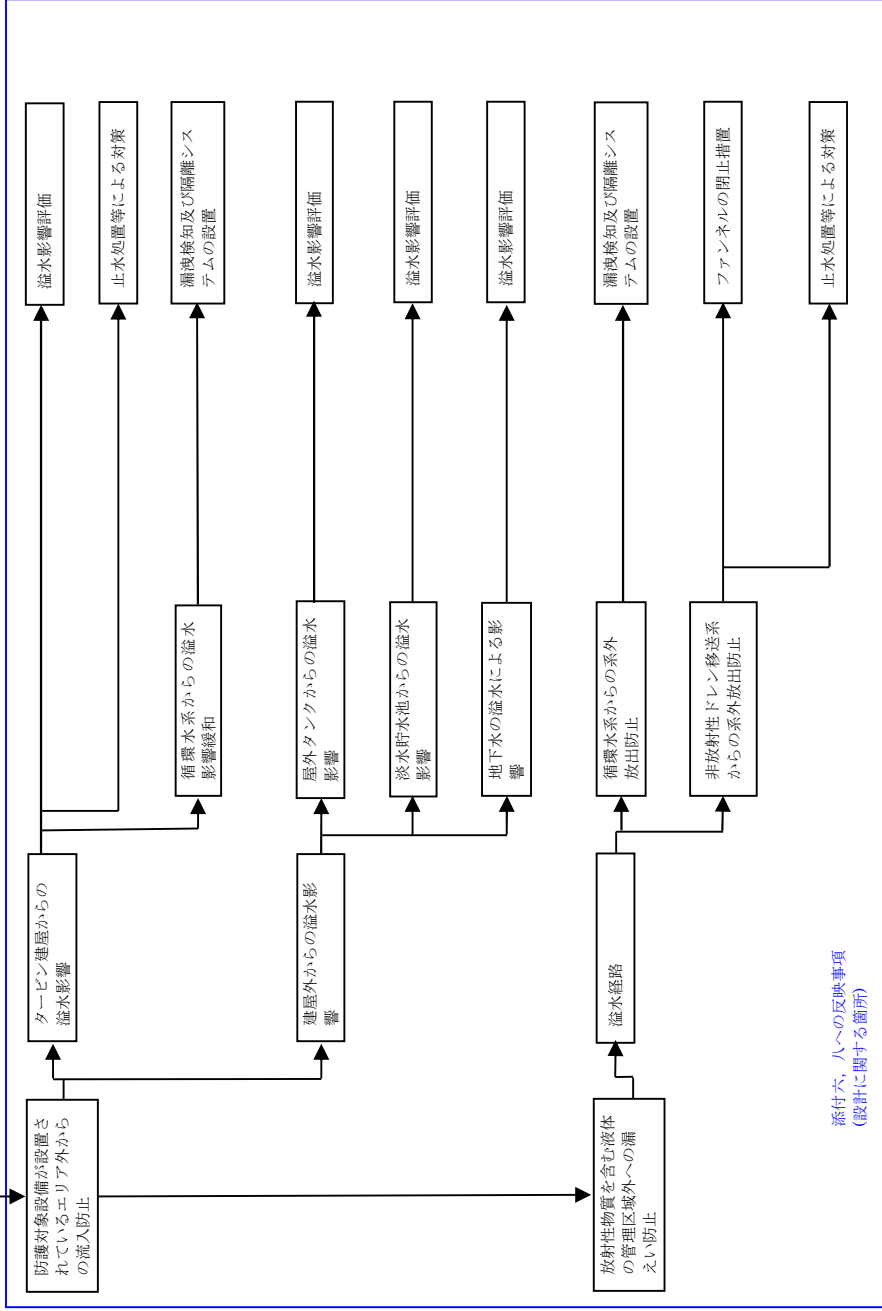 防護対象設備が設置さ
れているエリア外から
の流入防止
タービン建屋からの
溢水影響
溢水影響評価
止水処置等による対策
循環水系からの溢水
影響緩和
漏洩検知及び隔離シス
テムの設置
建屋外からの溢水影
響
屋外タンクからの溢水
影響
溢水影響評価
淡水貯水池からの溢水
影響
溢水影響評価
地下水の溢水による影
響
溢水影響評価
放射性物質を含む液体
の管理区域外への漏
えい防止
溢水経路
循環水系からの系外
放出防止
漏洩検知及び隔離シス
テムの設置
非放射性ドレン移送系
からの系外放出防止
ファンネルの閉止措置
止水処置等による対策
添付六，八への反映事項
(設計に関する箇所)